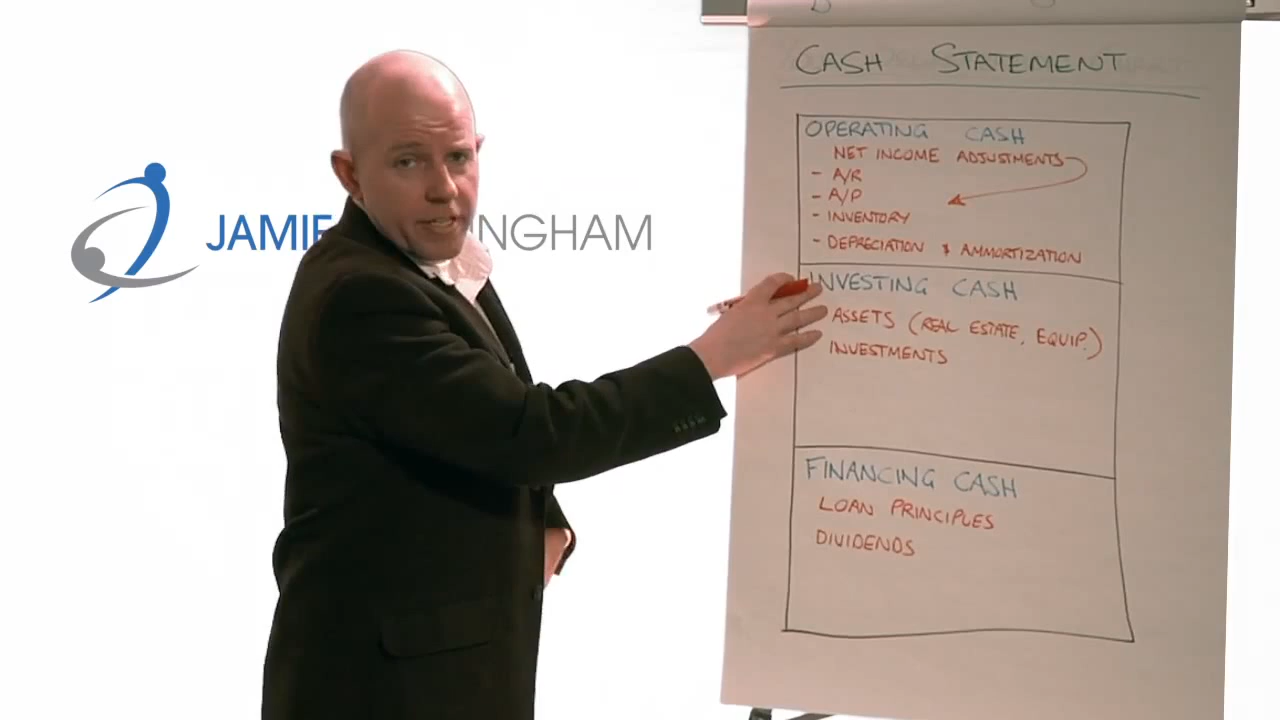 JAMIE NGHAM
CASH STATEMENT
OPERATING CASH
NET INCOME ADJUSTMENTS
- A/R
- A/P
- INVENTORY
- DEPRECIATION & AMMORTIZATION
INVESTING CASH
ASSETS (REAL ESTATE, EQUIP.)
INVESTMENTS
FINANCING CASH
LOAN PRINCIPLES
DIVIDENDS